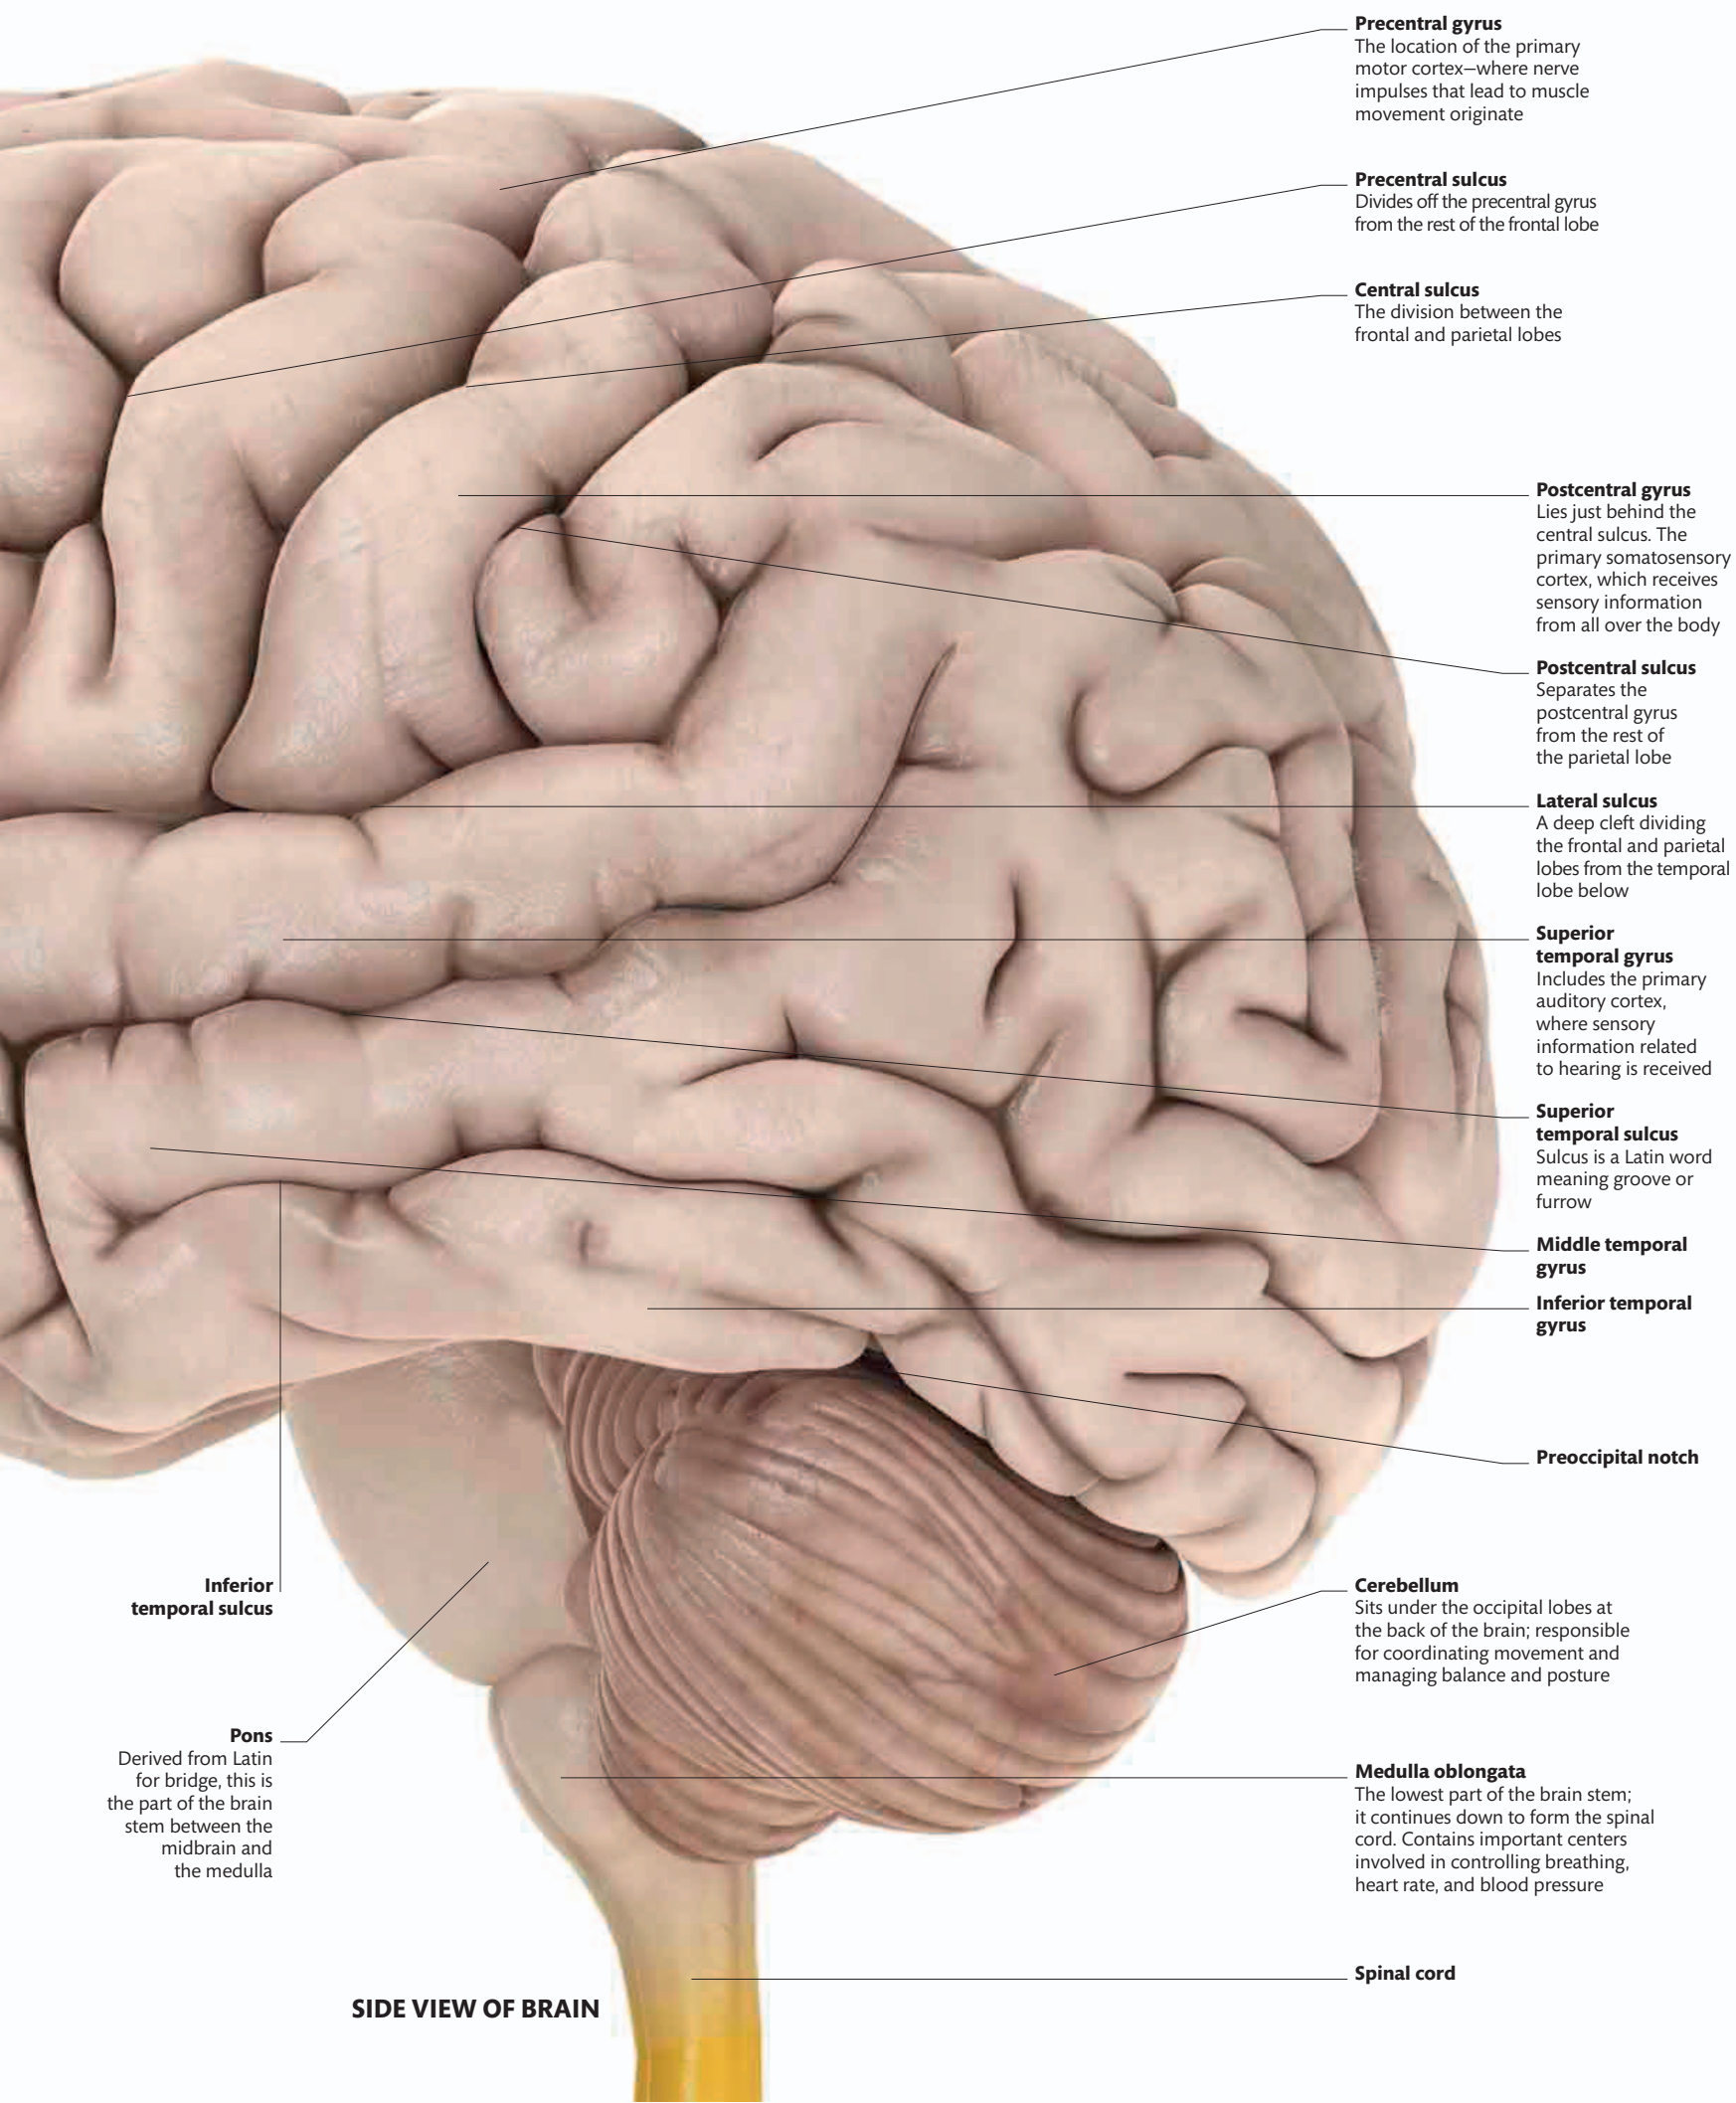 Precentral gyrus
The location of the primary
motor cortex—where nerve
impulses that lead to muscle
movement originate
Precentral sulcus
Divides off the precentral gyrus
from the rest of the frontal lobe
Central sulcus
The division between the
frontal and parietal lobes
Postcentral gyrus
Lies just behind the
central sulcus. The
primary somatosensory
cortex, which receives
sensory information
from all over the body
Postcentral sulcus
Separates the
postcentral gyrus
from the rest of
the parietal lobe
Lateral sulcus
A deep cleft dividing
the frontal and parietal
lobes from the temporal
lobe below
Superior
temporal gyrus
Includes the primary
auditory cortex,
where sensory
information related
to hearing is received
Superior
temporal sulcus
Sulcus is a Latin word
meaning groove or
furrow
Middle temporal
gyrus
Inferior temporal
gyrus
Preoccipital notch
Inferior
temporal sulcus
Cerebellum
Sits under the occipital lobes at
the back of the brain; responsible
for coordinating movement and
managing balance and posture
Pons
Derived from Latin
for bridge, this is
the part of the brain
stem between the
midbrain and
the medulla
Medulla oblongata
The lowest part of the brain stem;
it continues down to form the spinal
cord. Contains important centers
involved in controlling breathing,
heart rate, and blood pressure
Spinal cord
SIDE VIEW OF BRAIN